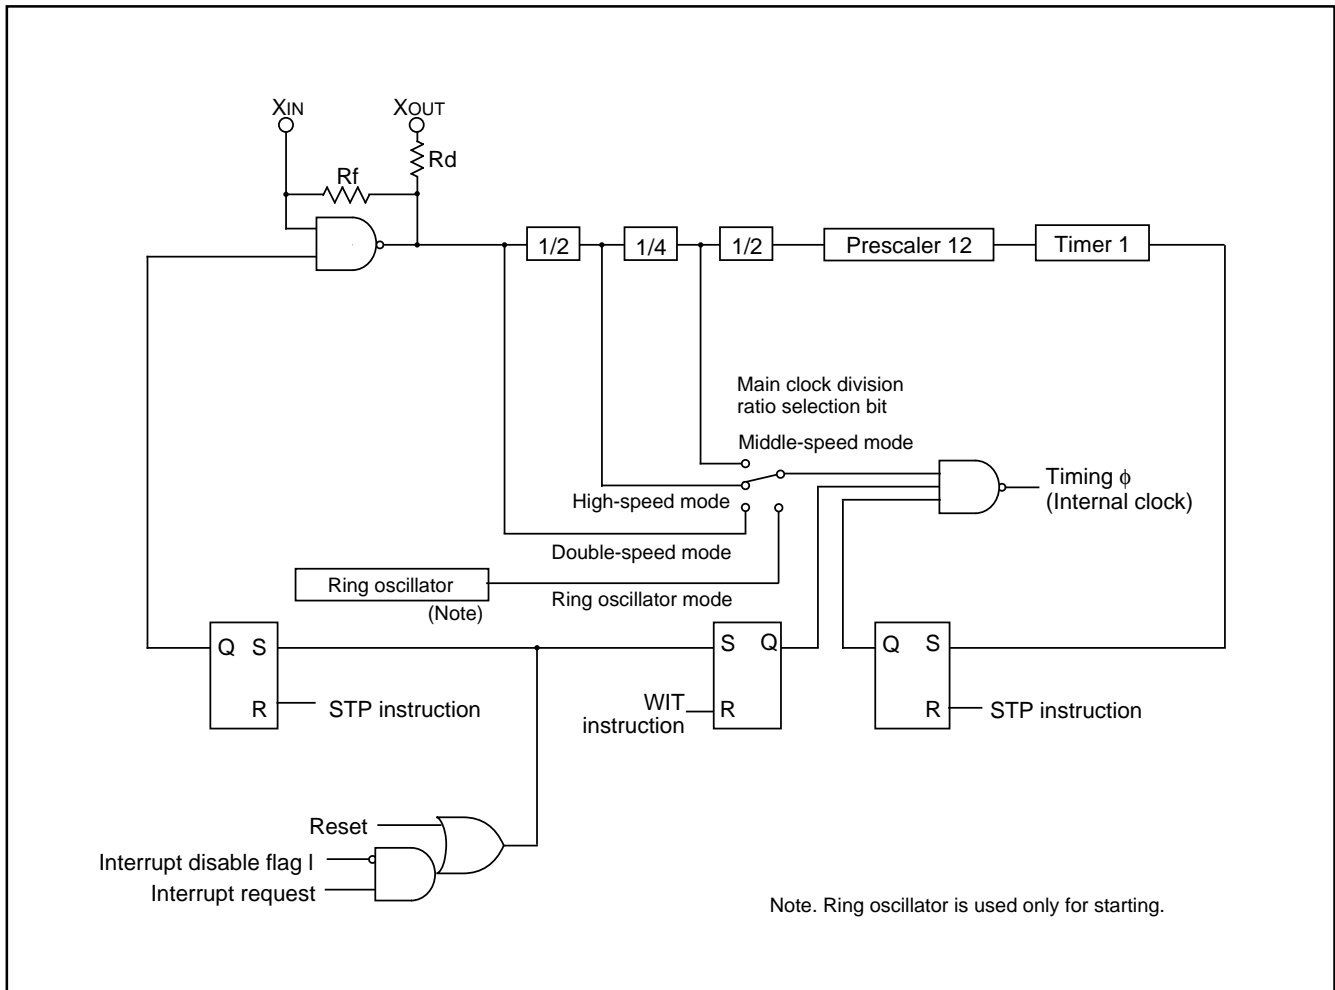 XIN
XOUT
Rd
Rf
1/2
1/4
1/2
Prescaler 12
Timer 1
Main clock division
ratio selection bit
Middle-speed mode
Timing ϕ
(Internal clock)
High-speed mode
Double-speed mode
Ring oscillator
(Note)
Ring oscillator mode
Q S
R
STP instruction
S Q
R
WIT
instruction
Q S
R
STP instruction
Reset
Interrupt disable flag I
Interrupt request
Note. Ring oscillator is used only for starting.